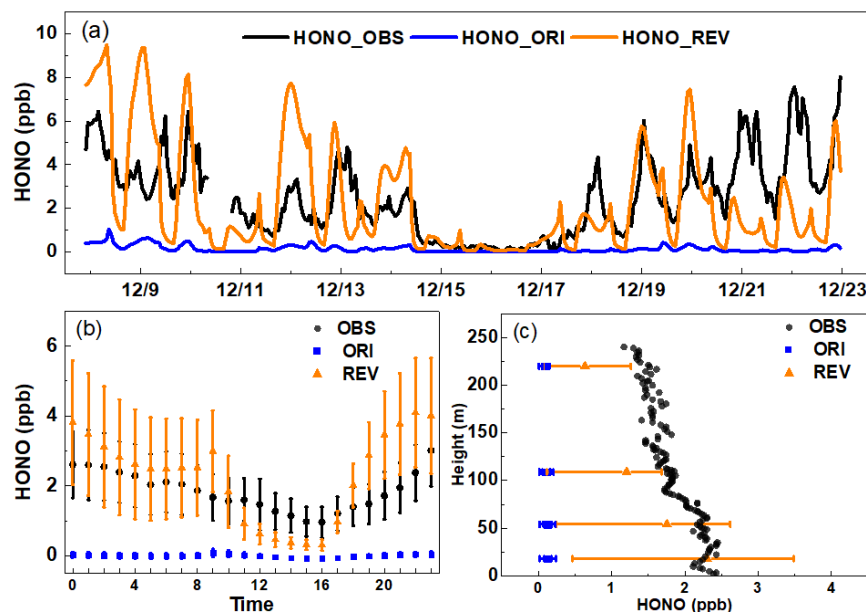 (a)
HONO_OBS HONO_ORI HONO_REV
HONO (ppb)
10
8
6
4
2
0
12/9 12/11 12/13 12/15 12/17 12/19 12/21 12/23
(b)
OBS
ORI
REV
HONO (ppb)
6
4
2
0
0 4 8 12 16 20
Time
(c)
OBS
ORI
REV
Height (m)
250
200
150
100
50
0
0 1 2 3 4
HONO (ppb)